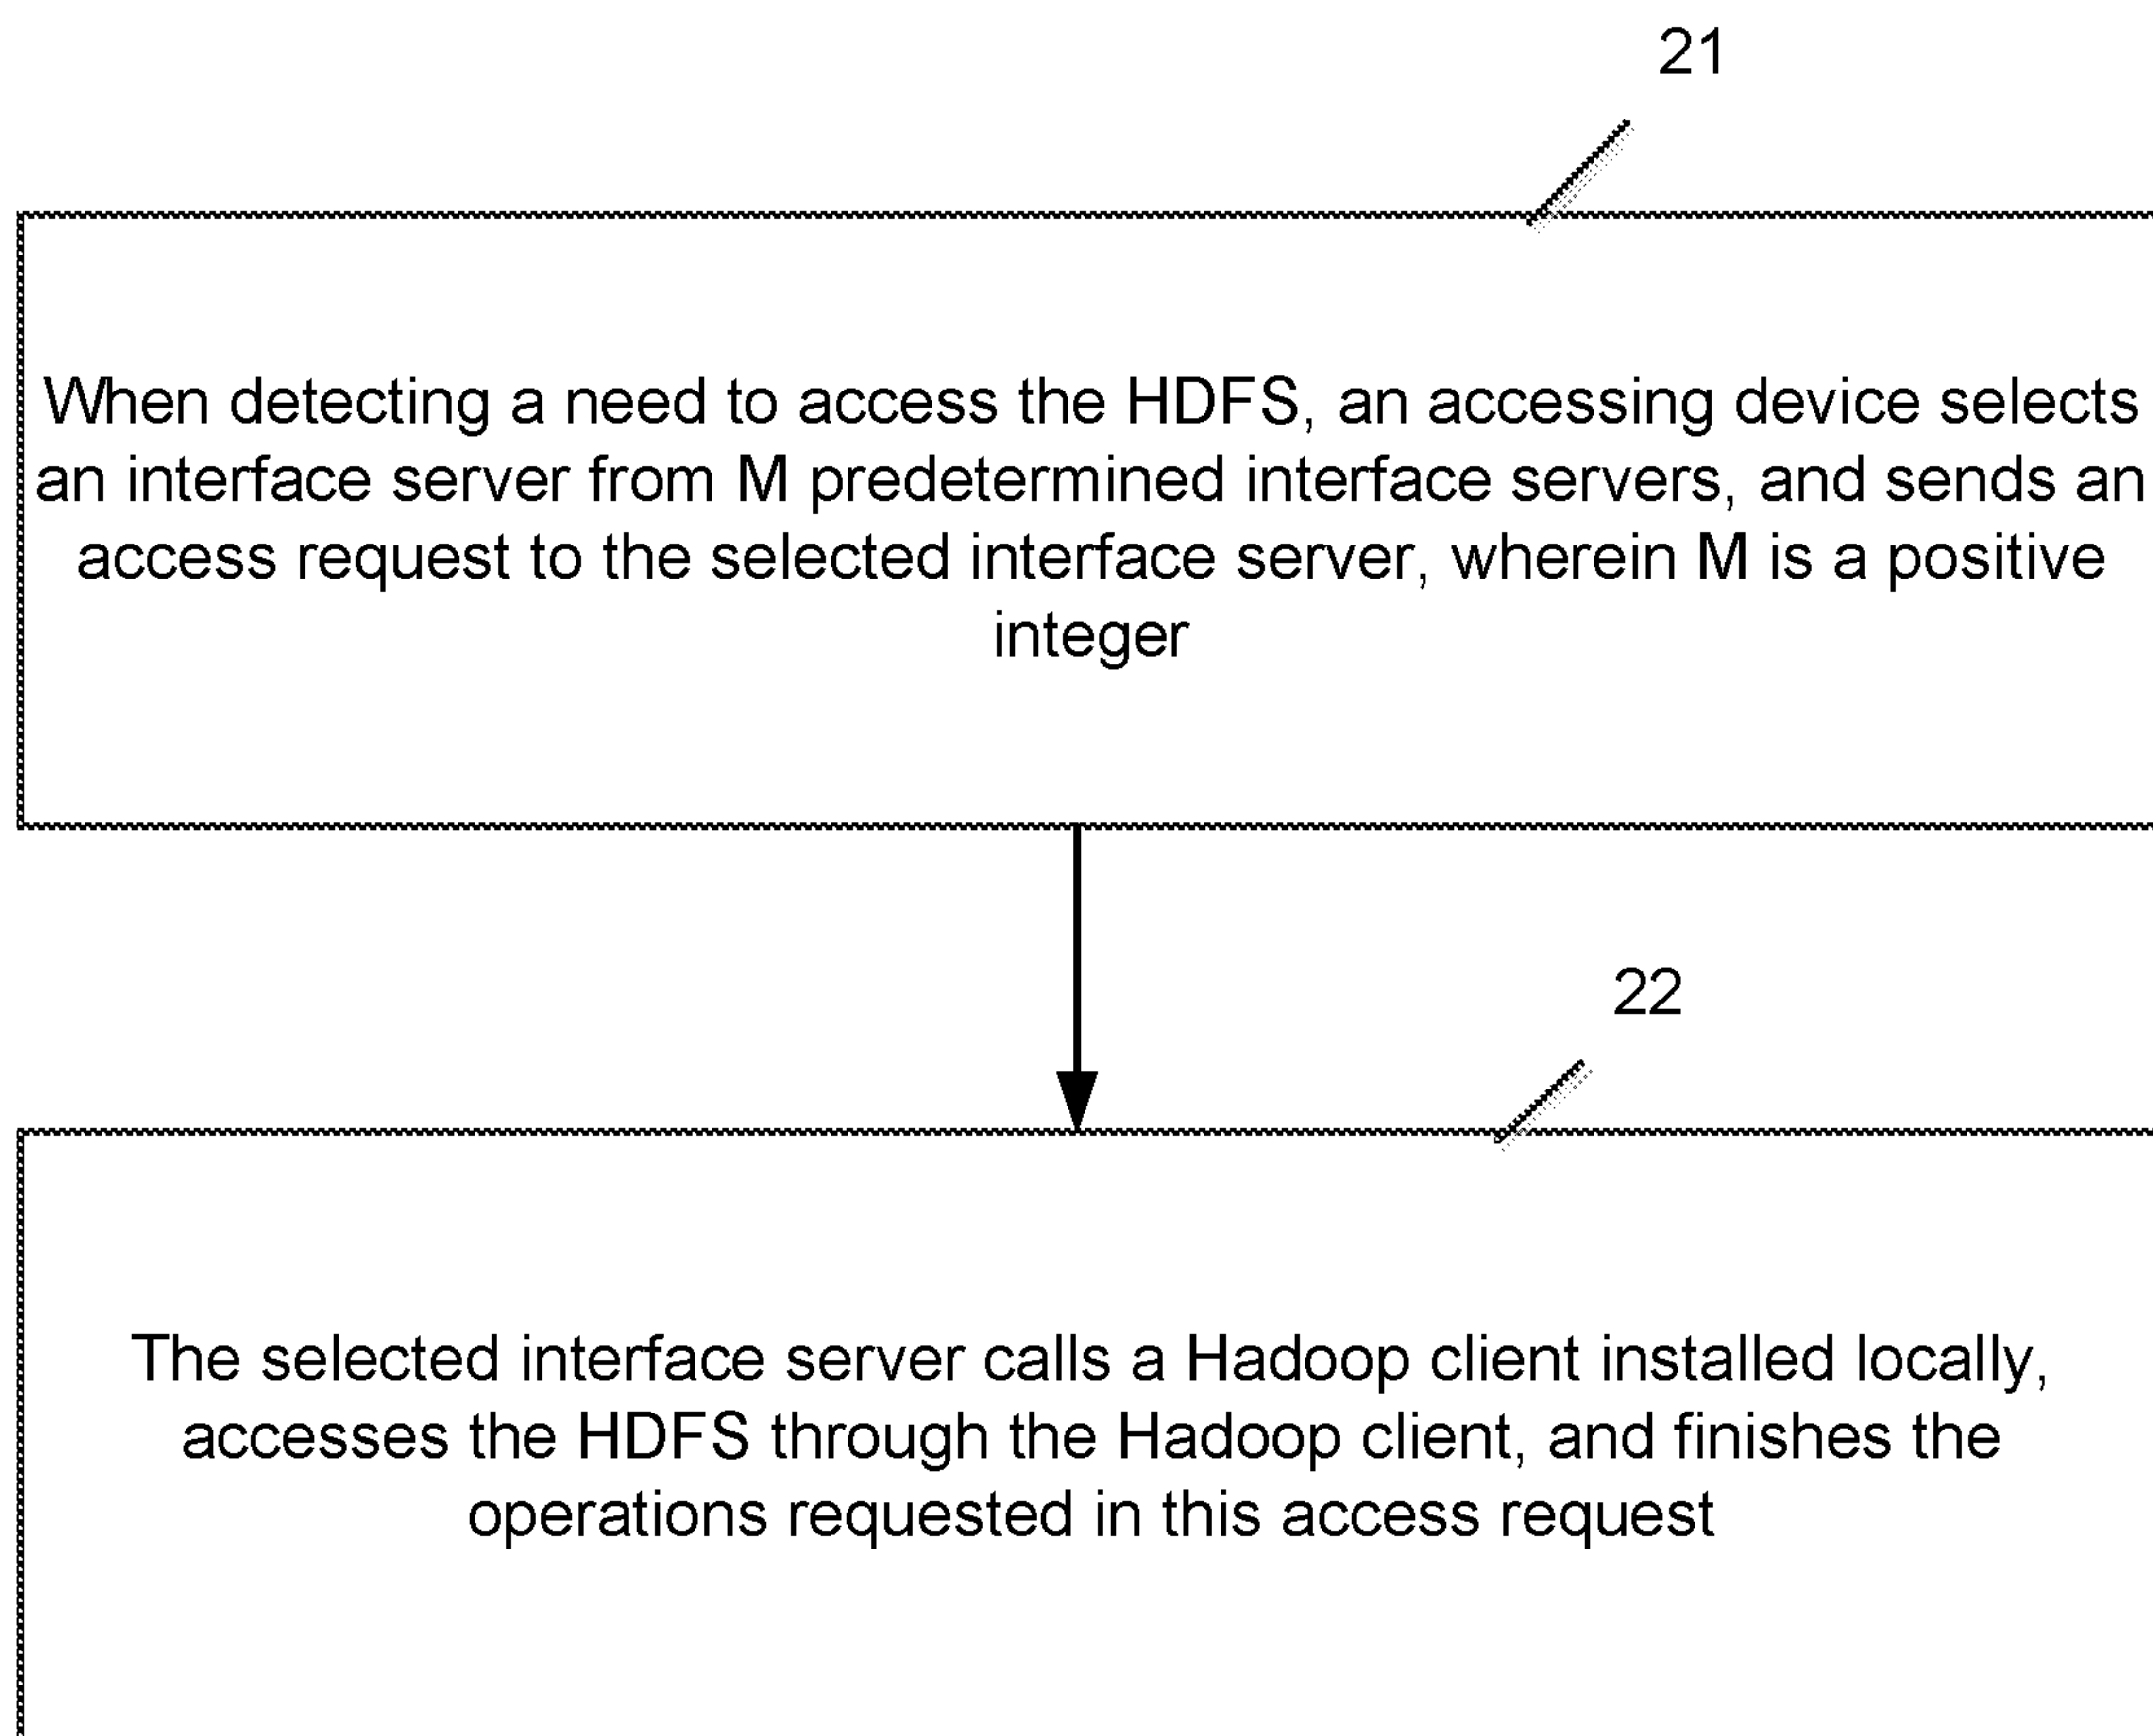 21
When detecting a need to access the HDFS, an accessing device selects
an interface server from M predetermined interface servers, and sends an
access request to the selected interface server, wherein M is a positive
integer
22
The selected interface server calls a Hadoop client installed locally,
accesses the HDFS through the Hadoop client, and finishes the
operations requested in this access request